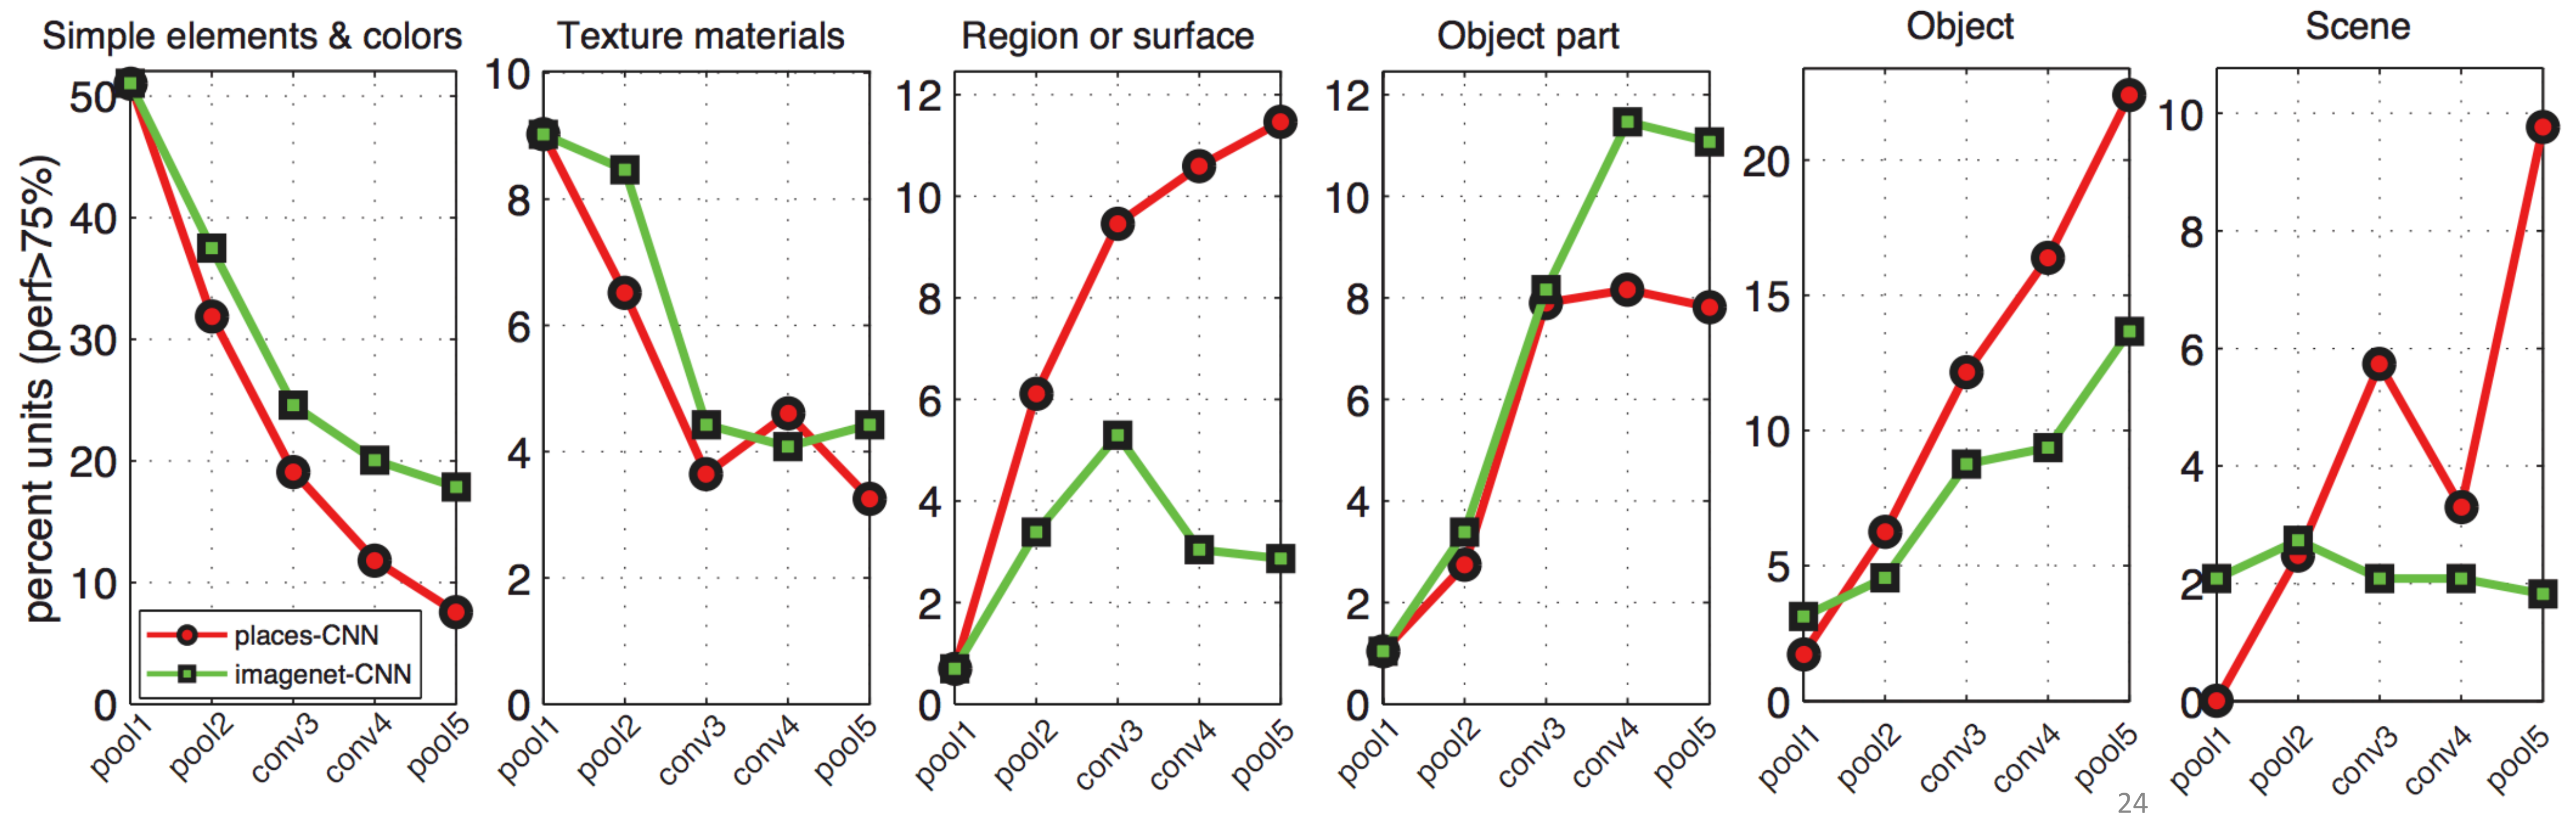 Simple elements & colors
Texture materials
Region or surface
Object part
Object
Scene
percent units (perf>75%)
50
40
30
20
10
0
places-CNN
imagenet-CNN
pool1
pool2
conv3
conv4
pool5
10
8
6
4
2
0
pool1
pool2
conv3
conv4
pool5
12
10
8
6
4
2
0
pool1
pool2
conv3
conv4
pool5
12
10
8
6
4
2
0
pool1
pool2
conv3
conv4
pool5
20
15
10
5
0
pool1
pool2
conv3
conv4
pool5
10
8
6
4
2
0
pool1
pool2
conv3
conv4
pool5
24